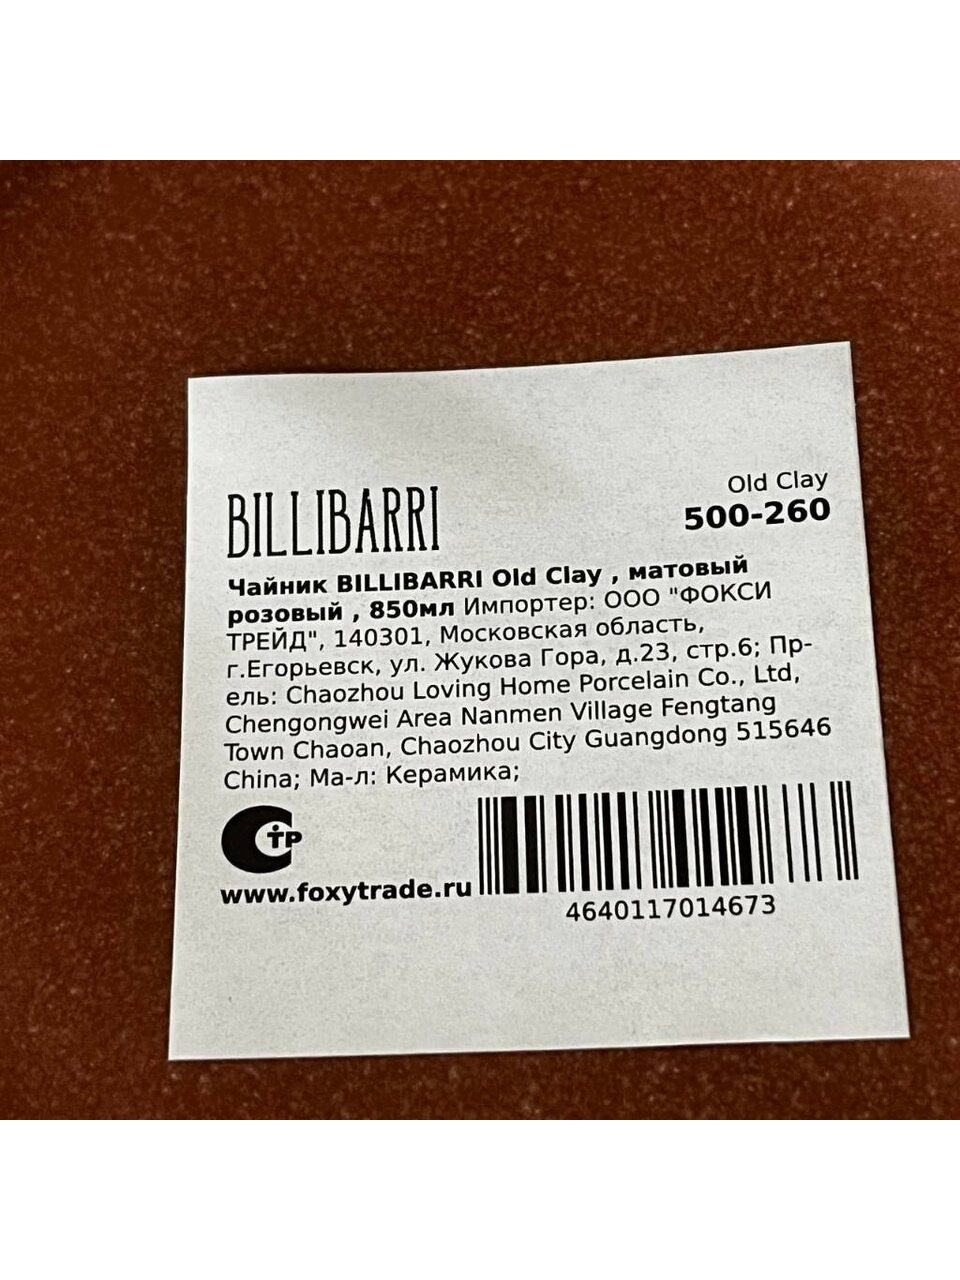 BILLIBARRI
Old Clay
500-260
Чайник BILLIBARRI Old Clay , матовый
розовый , 850мл Импортер: ООО "ФОКСИ
ТРЕЙД", 140301, Московская область,
г.Егорьевск, ул. Жукова Гора, д.23, стр.6; Пр-
ель: Chaozhou Loving Home Porcelain Co., Ltd,
Chengongwei Area Nanmen Village Fengtang
Town Chaoan, Chaozhou City Guangdong 515646
China; Ма-л: Керамика;
СТР
www.foxytrade.ru
4640117014673